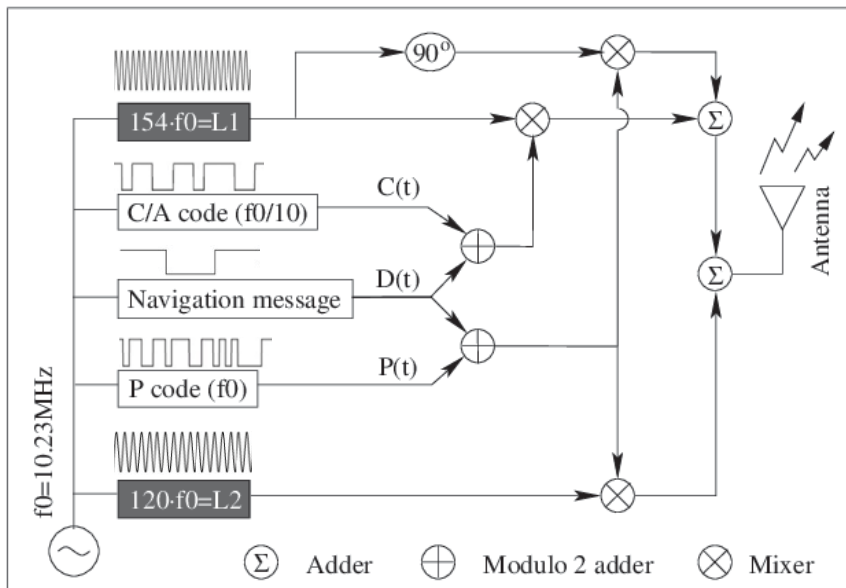 90°
154·f0=L1
Σ
C(t)
C/A code (f0/10)
D(t)
Navigation message
Σ
Antenna
P(t)
P code (f0)
f0=10.23MHz
120·f0=L2
Σ Adder
Modulo 2 adder
Mixer